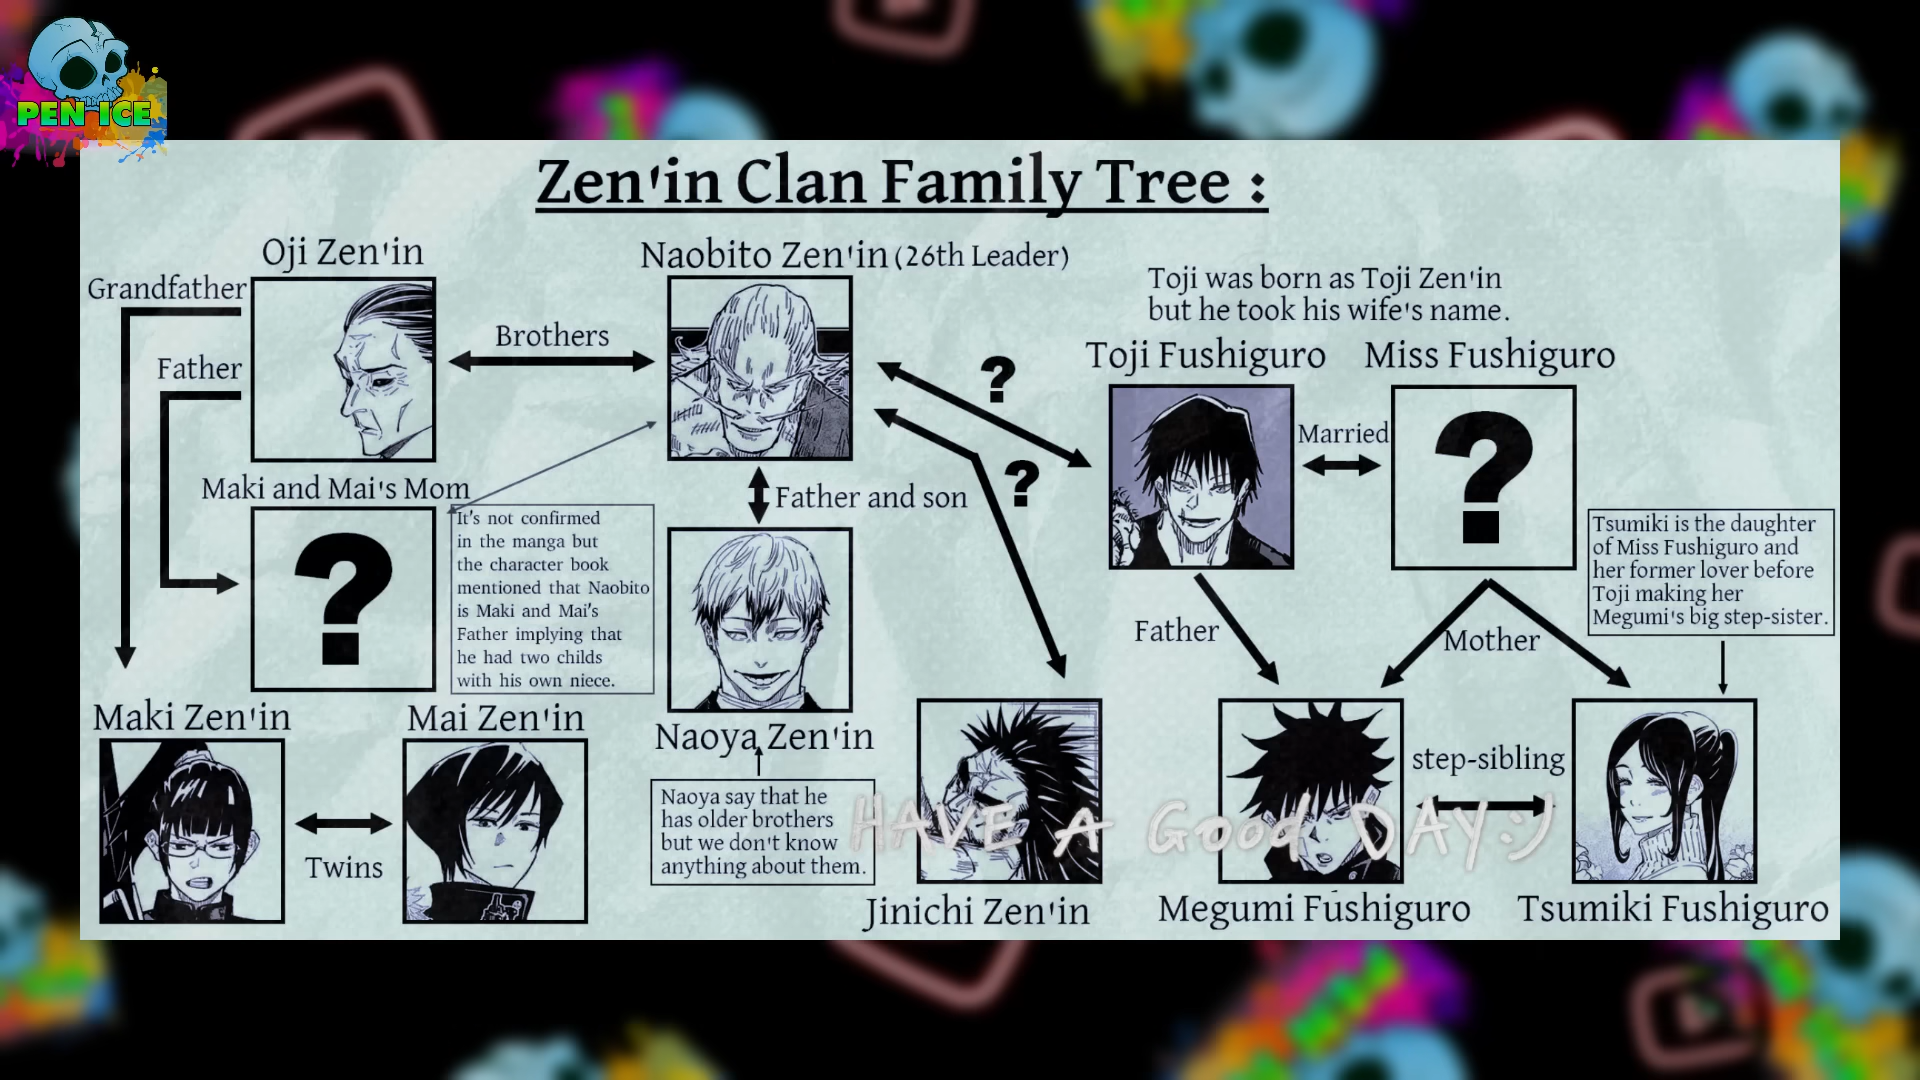 PEN ICE
Zen'in Clan Family Tree :
Oji Zen'in
Naobito Zen'in (26th Leader)
Grandfather
Father
Brothers
Toji was born as Toji Zen'in
but he took his wife's name.
Toji Fushiguro
Miss Fushiguro
?
?
Married
?
Maki and Mai's Mom
?
It's not confirmed
in the manga but
the character book
mentioned that Naobito
is Maki and Mai's
Father implying that
he had two childs
with his own niece.
Father and son
Tsumiki is the daughter
of Miss Fushiguro and
her former lover before
Toji making her
Megumi's big step-sister.
Father
Mother
Maki Zen'in
Mai Zen'in
Twins
Naoya Zen'in
Naoya say that he
has older brothers
but we don't know
anything about them.
step-sibling
HAVE A Good DAY:)
Jinichi Zen'in
Megumi Fushiguro
Tsumiki Fushiguro